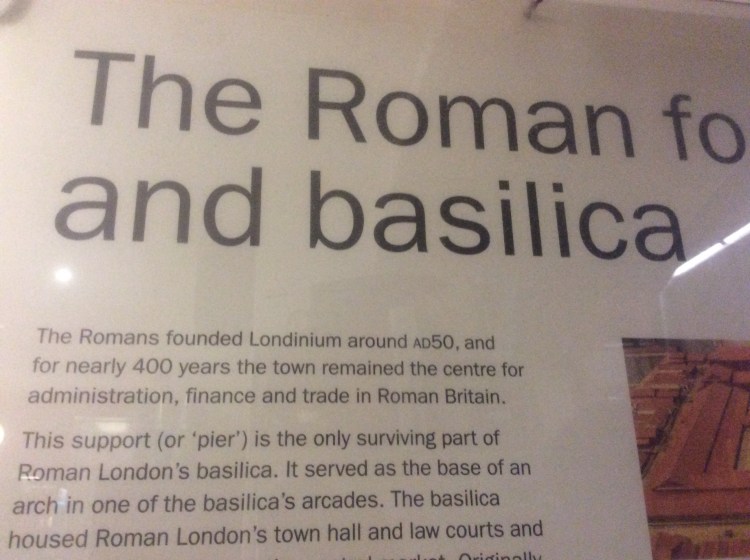 The Roman fo
and basilica
The Romans founded Londinium around AD50, and
for nearly 400 years the town remained the centre for
administration, finance and trade in Roman Britain.
This support (or ‘pier’) is the only surviving part of
Roman London’s basilica. It served as the base of an
arch in one of the basilica’s arcades. The basilica
housed Roman London’s town hall and law courts and
market. Originally